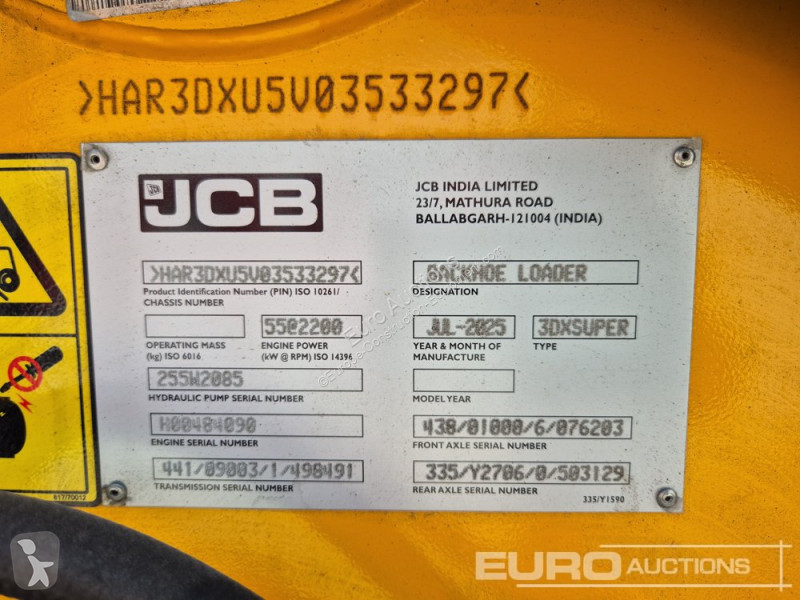 >HAR3DXU5V03533297<
JCB
JCB INDIA LIMITED
23/7, MATHURA ROAD
BALLABGARH-121004 (INDIA)
>HAR3DXU5V03533297<
Product Identification Number (PIN) ISO 10261/
CHASSIS NUMBER
BACKHOE LOADER
DESIGNATION
OPERATING MASS
(kg) ISO 6016
55@2200
ENGINE POWER
(kW @ RPM) ISO 14396
JUL-2025
YEAR & MONTH OF
MANUFACTURE
3DXSUPER
TYPE
255W2085
HYDRAULIC PUMP SERIAL NUMBER
MODEL YEAR
H00484090
ENGINE SERIAL NUMBER
438/01000/6/076203
FRONT AXLE SERIAL NUMBER
441/09003/1/498491
TRANSMISSION SERIAL NUMBER
335/Y2706/0/503129
REAR AXLE SERIAL NUMBER
335/Y1590
817/70012
EURO AUCTIONS